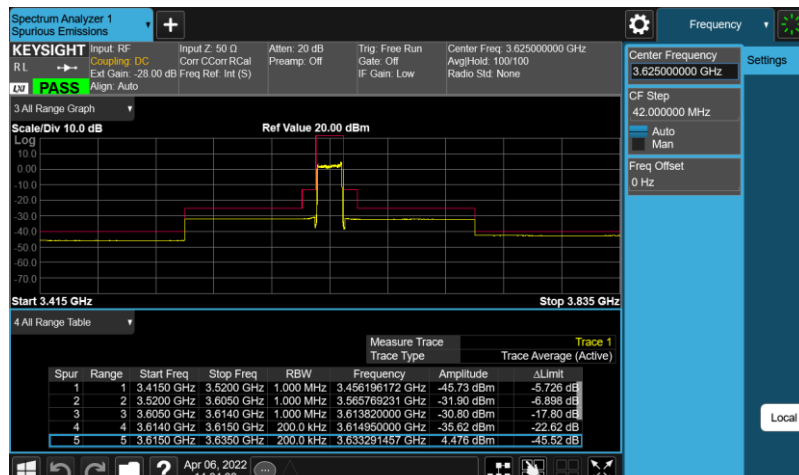 Spectrum Analyzer 1
Spurious Emissions
+
Frequency
KEYSIGHT
RL
LXI
PASS
Input: RF
Coupling: DC
Ext Gain: -28.00 dB
Align: Auto
Input Z: 50 Ω
Corr CCorr RCal
Freq Ref: Int (S)
Atten: 20 dB
Preamp: Off
Trig: Free Run
Gate: Off
IF Gain: Low
Center Freq: 3.625000000 GHz
Avg|Hold: 100/100
Radio Std: None
Center Frequency
3.625000000 GHz
Settings
CF Step
42.000000 MHz
Auto
Man
Freq Offset
0 Hz
Local
3 All Range Graph
Scale/Div 10.0 dB
Ref Value 20.00 dBm
Log
10.0
0.00
-10.0
-20.0
-30.0
-40.0
-50.0
-60.0
-70.0
Start 3.415 GHz
Stop 3.835 GHz
4 All Range Table
Measure Trace Trace 1
Trace Type Trace Average (Active)
Spur Range Start Freq Stop Freq RBW Frequency Amplitude ΔLimit
1 1 3.4150 GHz 3.5200 GHz 1.000 MHz 3.456196172 GHz -45.73 dBm -5.726 dB
2 2 3.5200 GHz 3.6050 GHz 1.000 MHz 3.565769231 GHz -31.90 dBm -6.898 dB
3 3 3.6050 GHz 3.6140 GHz 1.000 MHz 3.613820000 GHz -30.80 dBm -17.80 dB
4 4 3.6140 GHz 3.6150 GHz 200.0 kHz 3.614950000 GHz -35.62 dBm -22.62 dB
5 5 3.6150 GHz 3.6350 GHz 200.0 kHz 3.633291457 GHz 4.476 dBm -45.52 dB
?
Apr 06, 2022